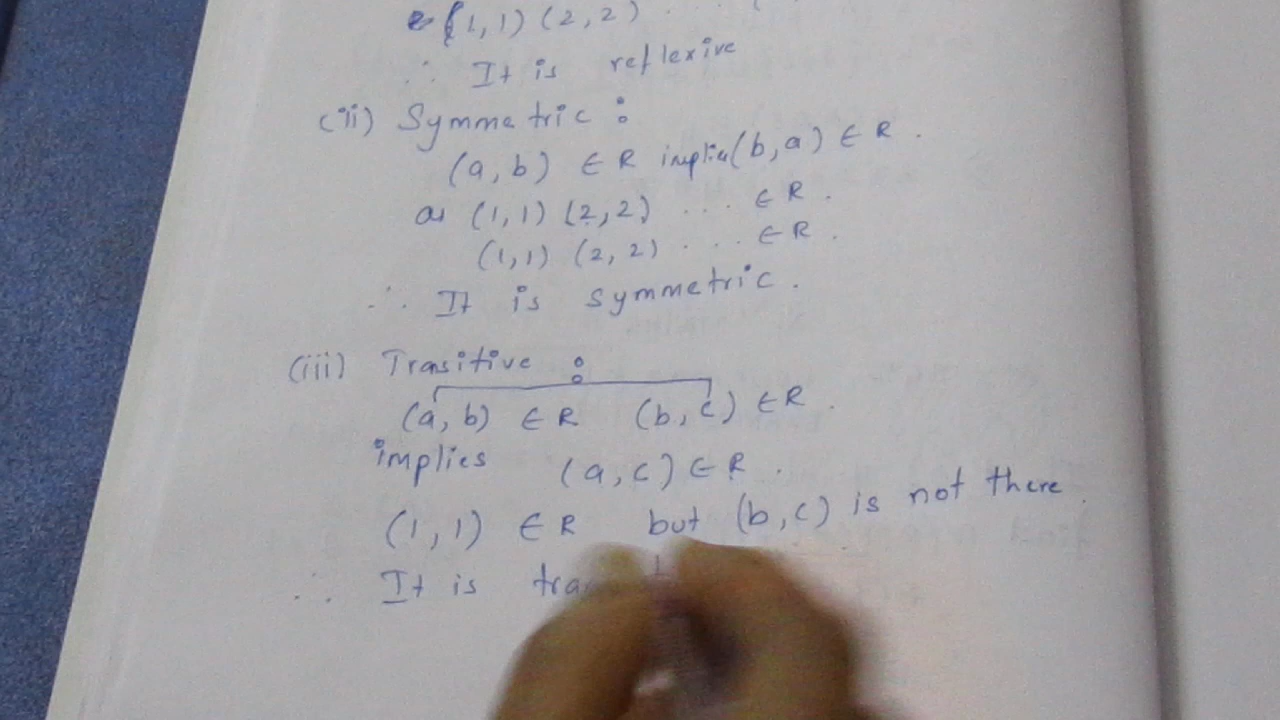 {1,1) (2,2) ...
∴ It is reflexive
(ii) Symmetric :
(a,b) ∈ R implies (b,a) ∈ R .
as (1,1) (2,2) ... ∈ R .
(1,1) (2,2) ... ∈ R .
∴ It is symmetric .
(iii) Trasitive :
(a,b) ∈ R (b,c) ∈ R .
implies (a,c) ∈ R .
(1,1) ∈ R but (b,c) is not there .
∴ It is tra